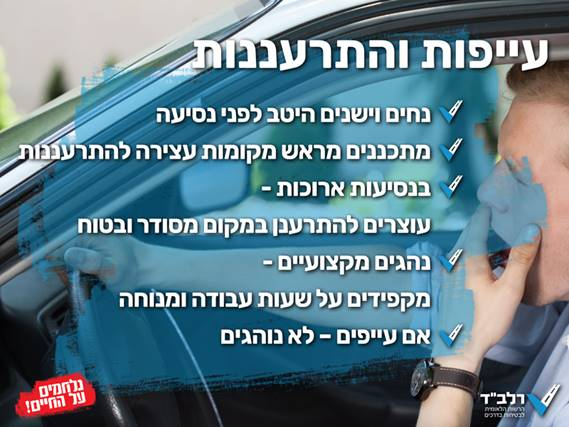 עייפות והתרעננות
נחים וישנים היטב לפני נסיעה
מתכננים מראש מקומות עצירה להתרעננות
בנסיעות ארוכות -
עוצרים להתרענן במקום מסודר ובטוח
נהגים מקצועיים -
מקפידים על שעות עבודה ומנוחה
אם עייפים – לא נוהגים
נלחמים
על החיים!
רלב"ד
הרשות הלאומית
לבטיחות בדרכים